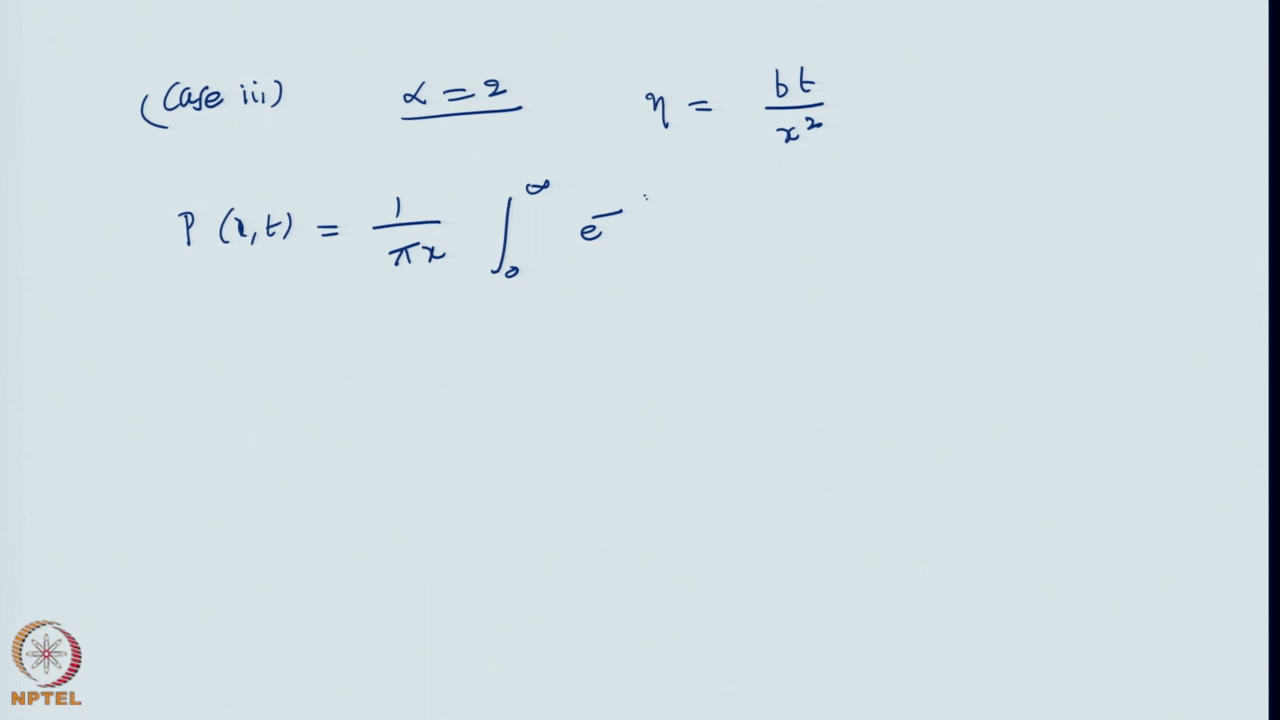 (Case iii) α = 2 η = bt/x²
P (x,t) = 1/πx ∫₀^∞ e⁻
NPTEL